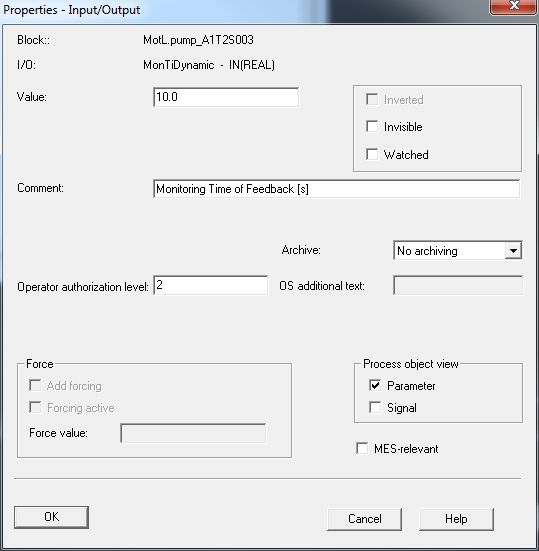 Properties - Input/Output
Block:: MotL.pump_A1T2S003
I/O: MonTiDynamic - IN(REAL)
Value: 10.0
Inverted
Invisible
Watched
Comment: Monitoring Time of Feedback [s]
Archive: No archiving
Operator authorization level: 2 OS additional text:
Force
Add forcing
Forcing active
Force value:
Process object view
Parameter
Signal
MES-relevant
OK Cancel Help